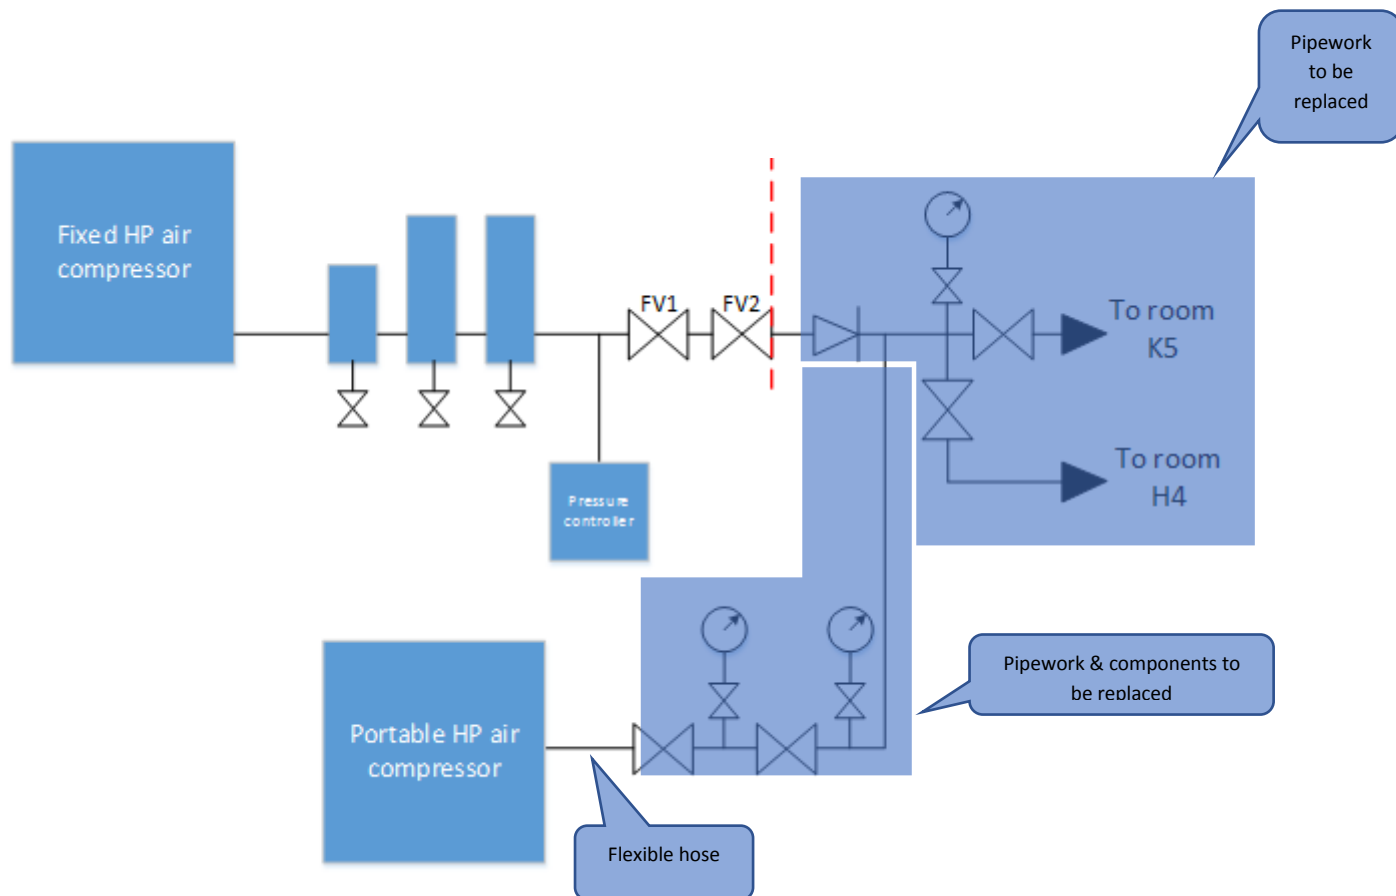 Pipework
to be
replaced
Fixed HP air
compressor
FV1
FV2
To room
K5
To room
H4
Pressure
controller
Pipework & components to
be replaced
Portable HP air
compressor
Flexible hose